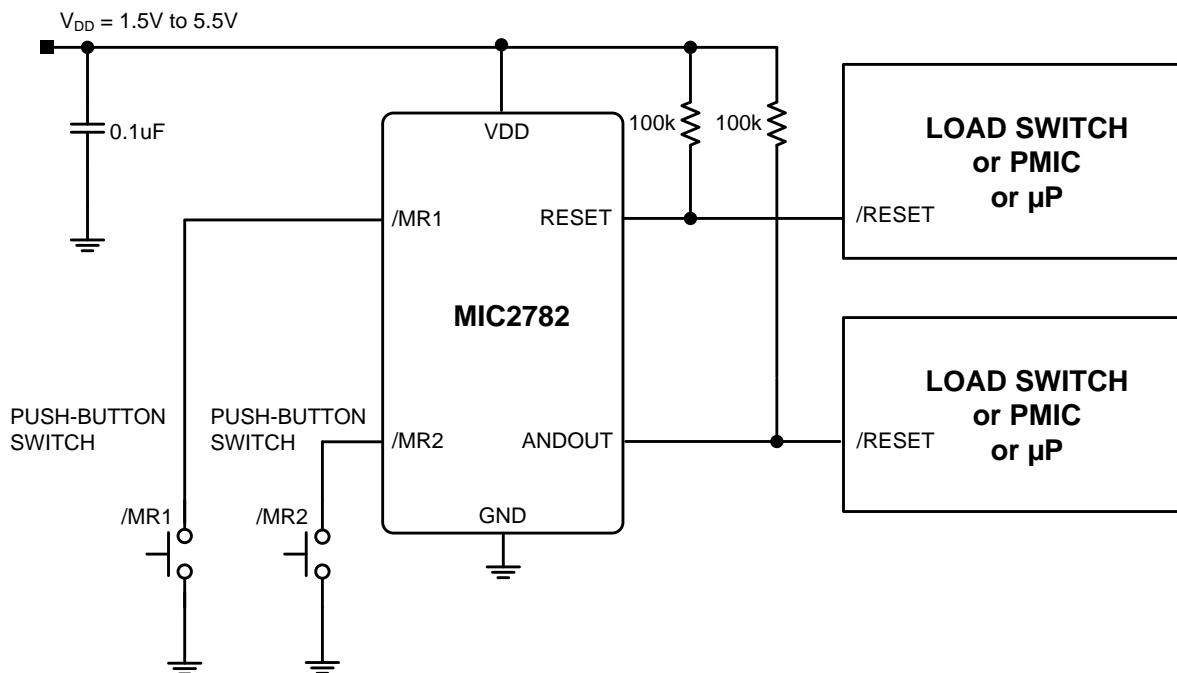 VDD = 1.5V to 5.5V
0.1uF
VDD
100k
100k
LOAD SWITCH
or PMIC
or µP
/MR1
RESET
/RESET
MIC2782
LOAD SWITCH
or PMIC
or µP
PUSH-BUTTON
SWITCH
PUSH-BUTTON
SWITCH
/MR2
ANDOUT
/RESET
/MR1
/MR2
GND